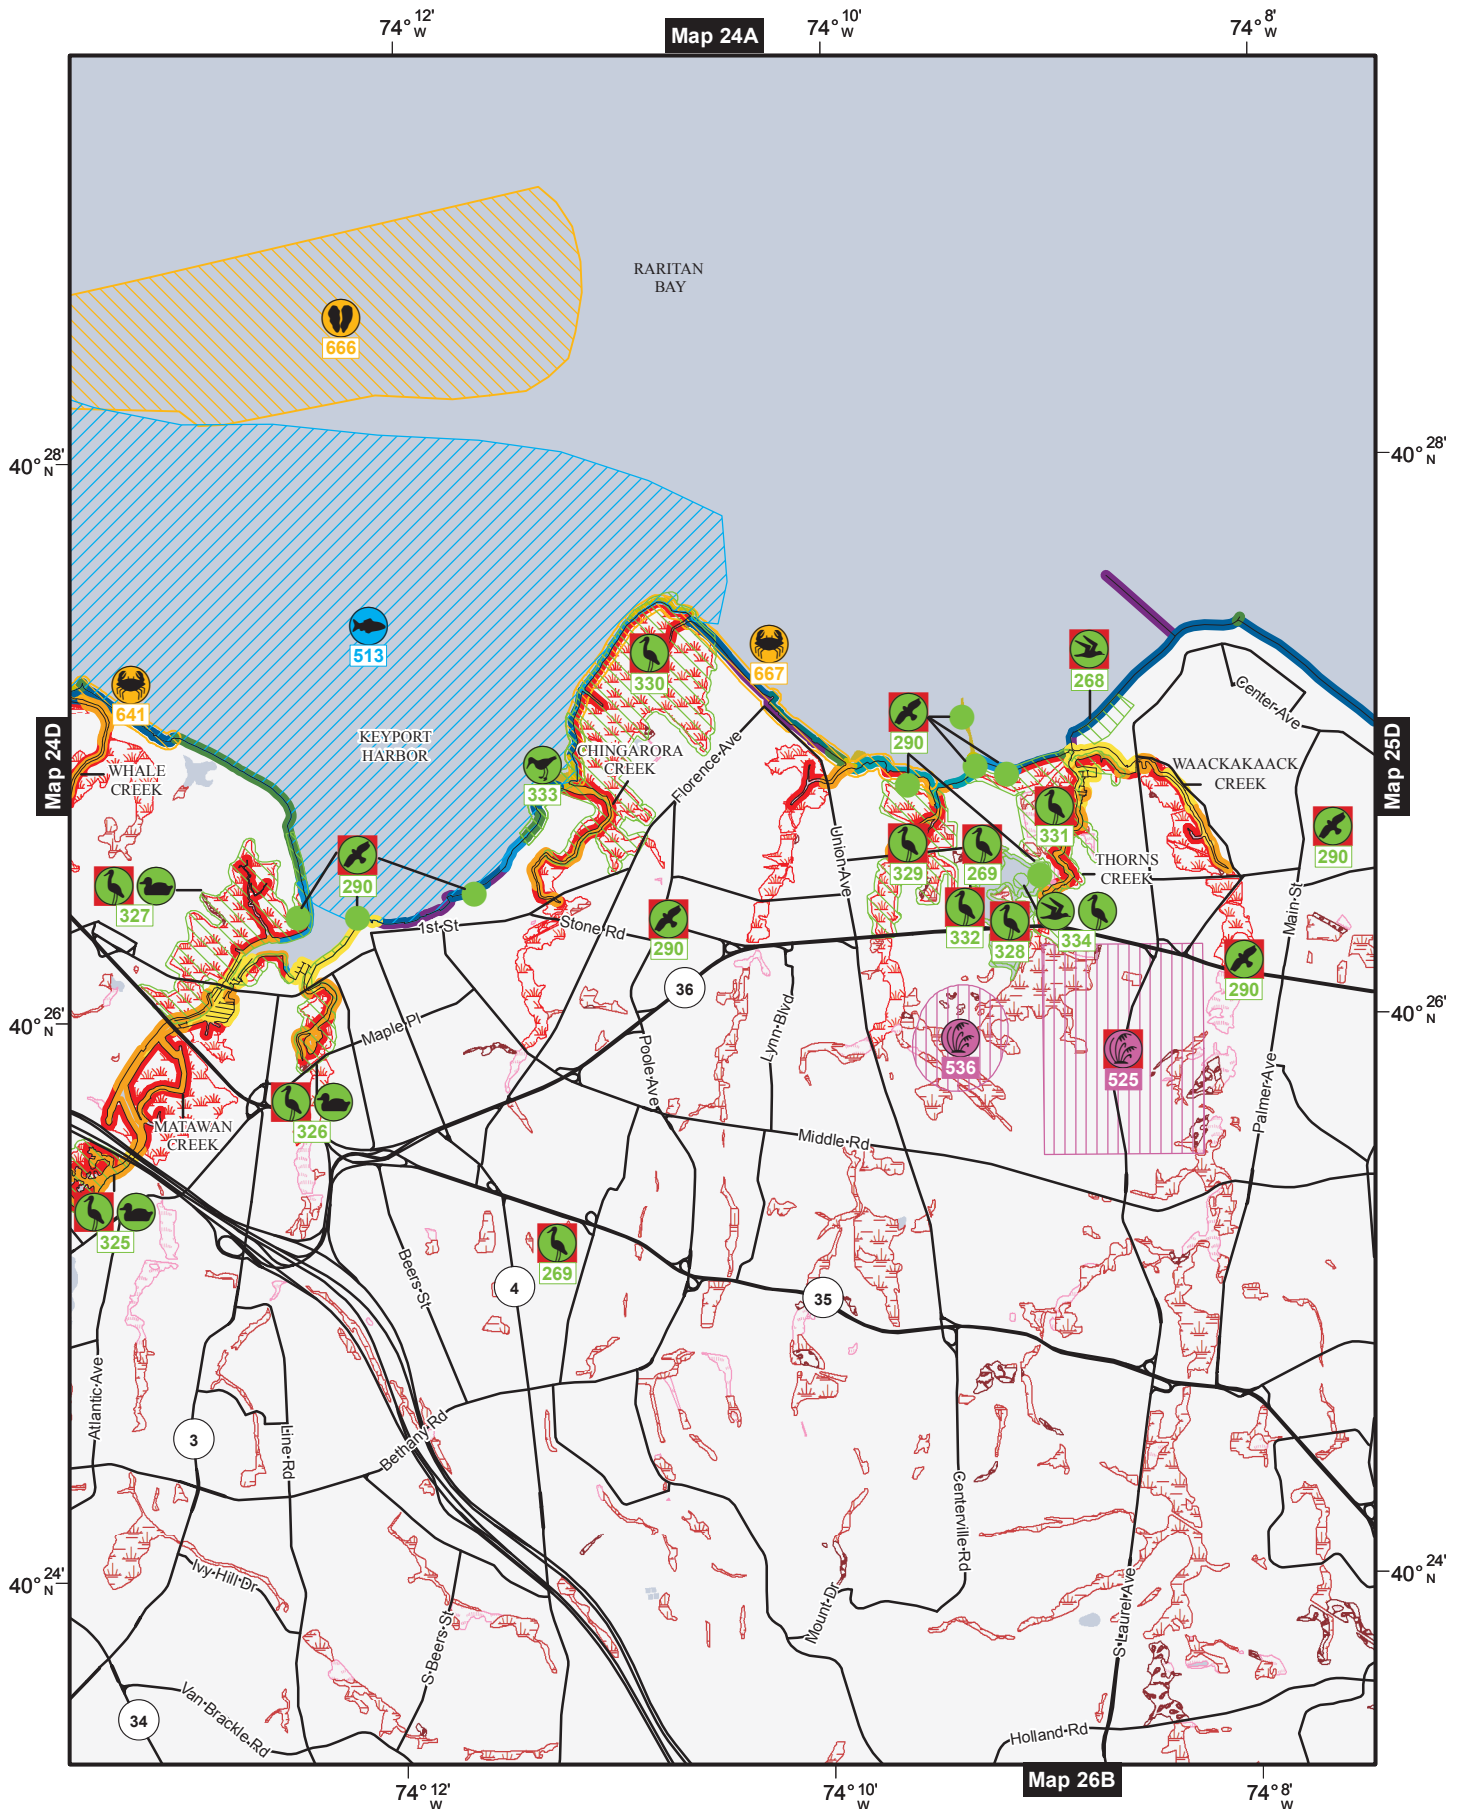 74° 12' W
Map 24A
74° 10' W
74° 8' W
RARITAN
BAY
666
40° 28' N
40° 28' N
513
641
330
667
268
290
Center Ave
Map 24D
Map 25D
KEYPORT
HARBOR
CHINGARORA
CREEK
Florence Ave
WHALE
CREEK
333
WAACKAACK
CREEK
331
290
290
329
269
Union Ave
THORNS
CREEK
327
Main St
1st St
Stone Rd
290
332
328
334
290
36
40° 26' N
40° 26' N
Maple Pl
Poole Ave
Lynn Blvd
536
525
Palmer Ave
326
MATAWAN
CREEK
Middle Rd
325
269
Beers St
4
35
Atlantic Ave
3
Line Rd
Bethany Rd
Centerville Rd
40° 24' N
40° 24' N
Ivy Hill Dr
S Beers St
Mount Dr
S Laurel Ave
Van Brackle Rd
34
Holland Rd
74° 12' W
74° 10' W
Map 26B
74° 8' W